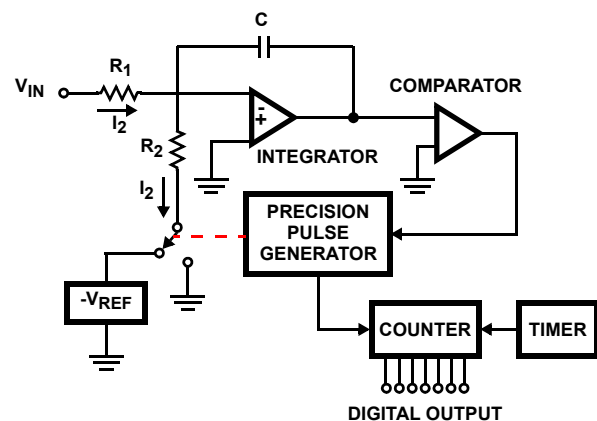 C
R1
VIN
I2
R2
-
+
INTEGRATOR
COMPARATOR
I2
PRECISION
PULSE
GENERATOR
-VREF
COUNTER
TIMER
DIGITAL OUTPUT